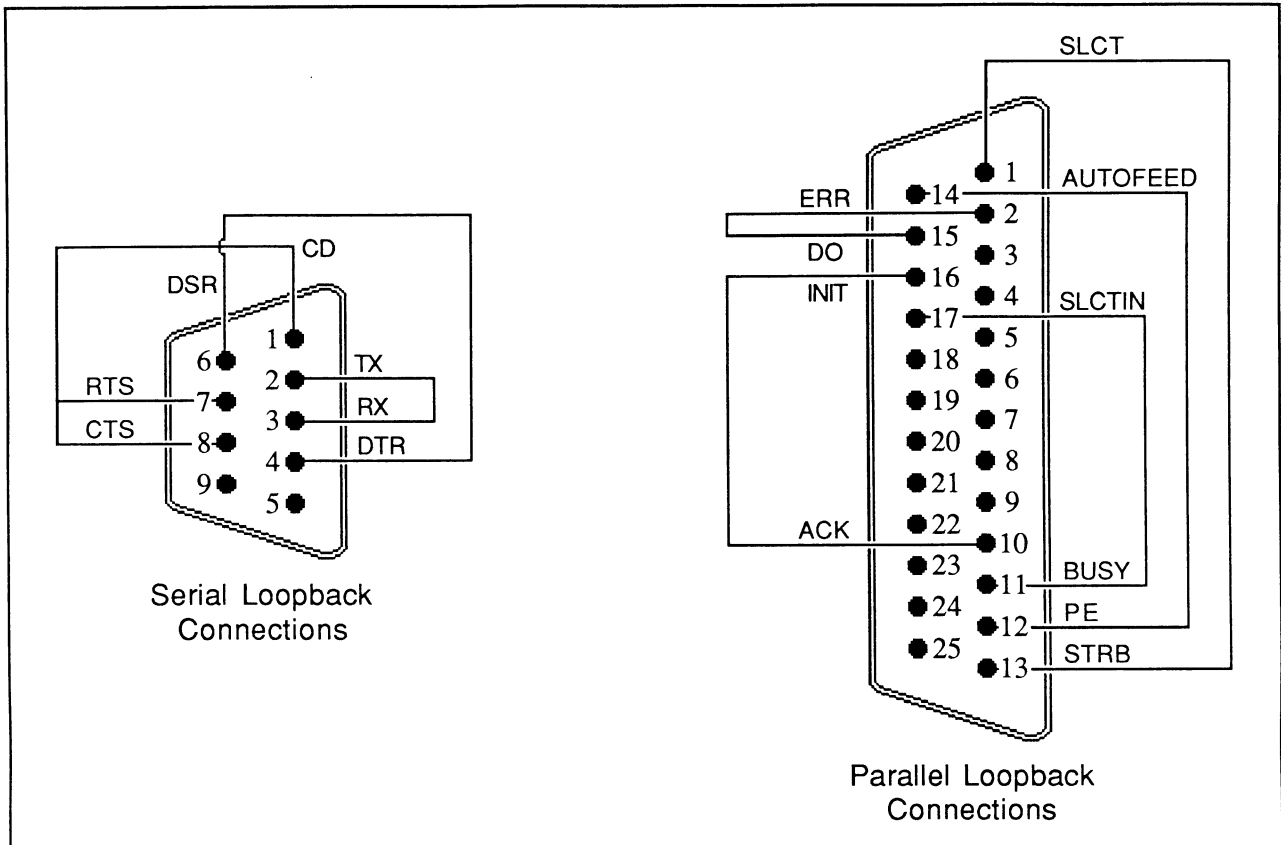 CD
DSR
1
6
2
TX
RTS
7
3
RX
CTS
8
4
DTR
9
5
Serial Loopback
Connections
SLCT
1
AUTOFEED
14
ERR
2
15
DO
3
16
INIT
4
17
SLCTIN
5
18
6
19
7
20
8
21
9
22
ACK
10
23
BUSY
11
24
PE
12
25
STRB
13
Parallel Loopback
Connections